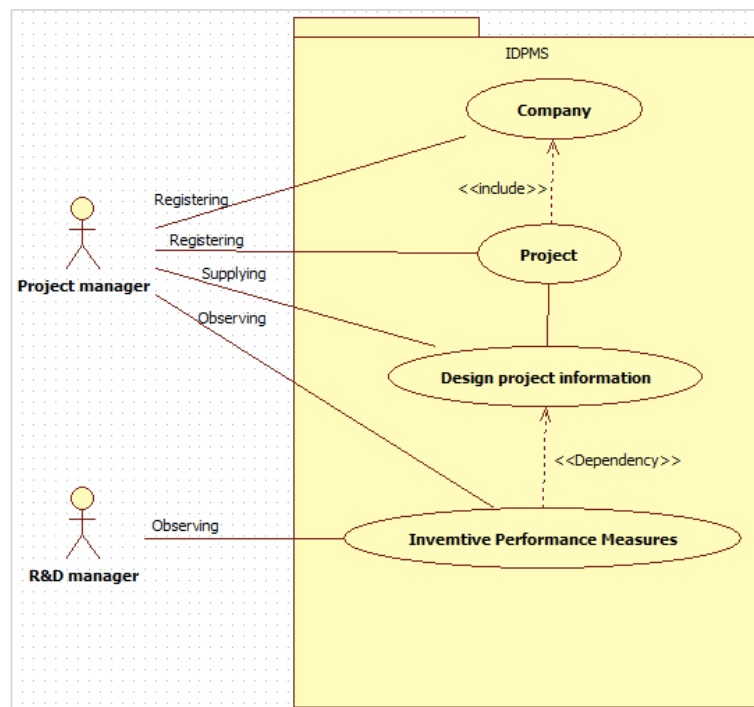 IDPMS
Company
<<include>>
Registering
Registering
Project
Project manager
Supplying
Observing
Design project information
<<Dependency>>
Observing
Invemtive Performance Measures
R&D manager